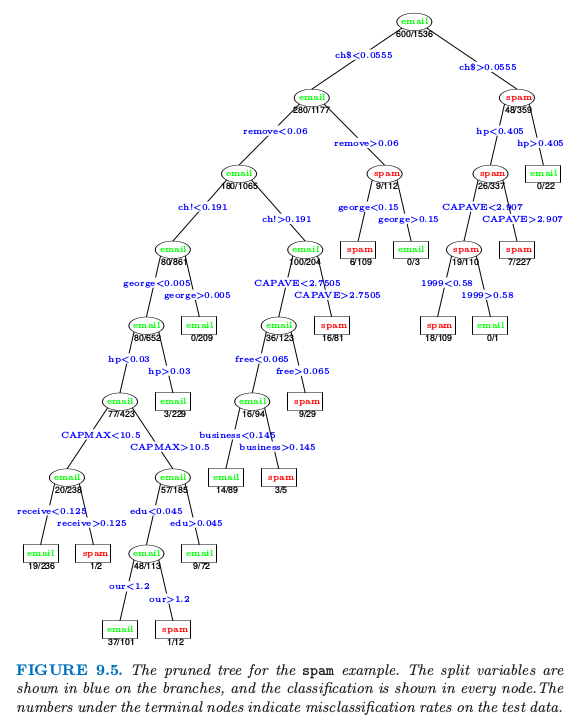 email
600/1536
ch$<0.0555
ch$>0.0555
email
280/1177
spam
48/359
remove<0.06
remove>0.06
hp<0.405
hp>0.405
email
180/1065
spam
9/112
spam
26/337
email
0/22
ch!<0.191
ch!>0.191
george<0.15
george>0.15
CAPAVE<2.907
CAPAVE>2.907
email
80/861
email
100/204
spam
6/109
email
0/3
spam
19/110
spam
7/227
george<0.005
george>0.005
CAPAVE<2.7505
CAPAVE>2.7505
1999<0.58
1999>0.58
email
80/652
email
0/209
email
36/123
spam
16/81
spam
18/109
email
0/1
hp<0.03
hp>0.03
free<0.065
free>0.065
email
77/423
email
3/229
email
16/94
spam
9/29
CAPMAX<10.5
CAPMAX>10.5
business<0.145
business>0.145
email
20/238
email
57/185
email
14/89
spam
3/5
receive<0.125
receive>0.125
edu<0.045
edu>0.045
email
19/236
spam
1/2
email
48/113
email
9/72
our<1.2
our>1.2
email
37/101
spam
1/12
FIGURE 9.5. The pruned tree for the spam example. The split variables are
shown in blue on the branches, and the classification is shown in every node. The
numbers under the terminal nodes indicate misclassification rates on the test data.